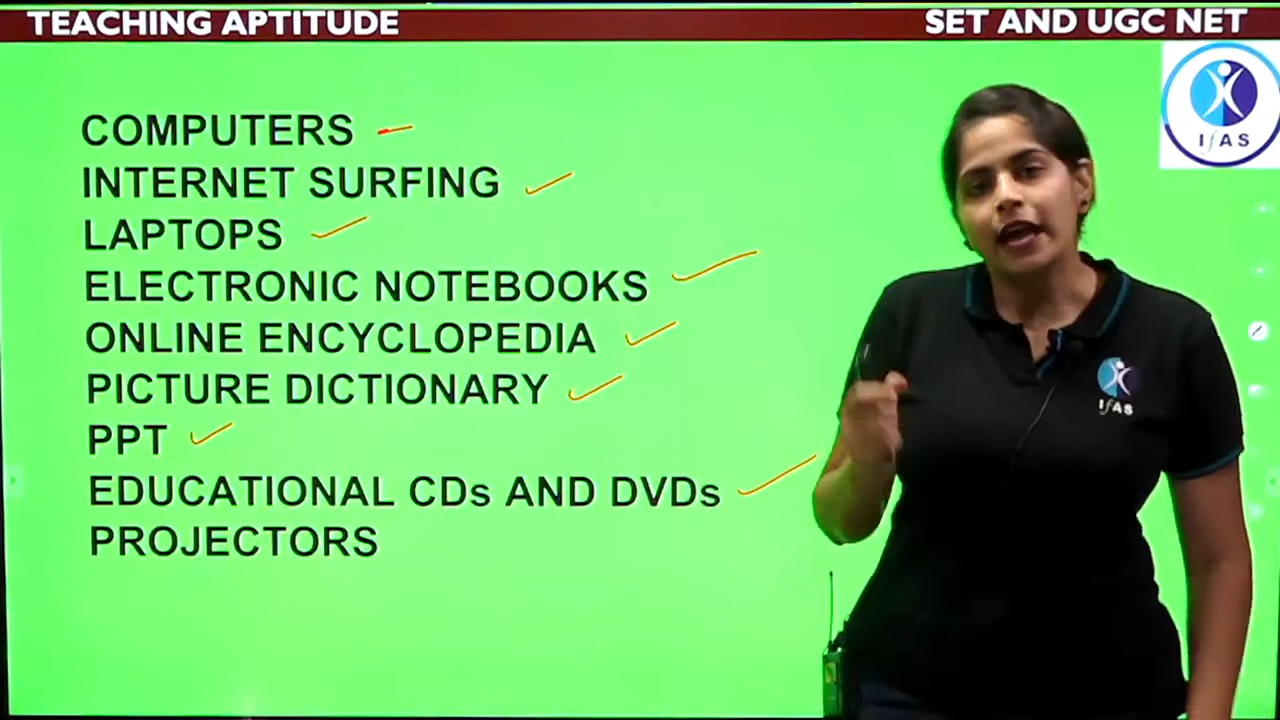 TEACHING APTITUDE
SET AND UGC NET
IfAS
COMPUTERS
INTERNET SURFING
LAPTOPS
ELECTRONIC NOTEBOOKS
ONLINE ENCYCLOPEDIA
PICTURE DICTIONARY
PPT
EDUCATIONAL CDs AND DVDs
PROJECTORS
IfAS